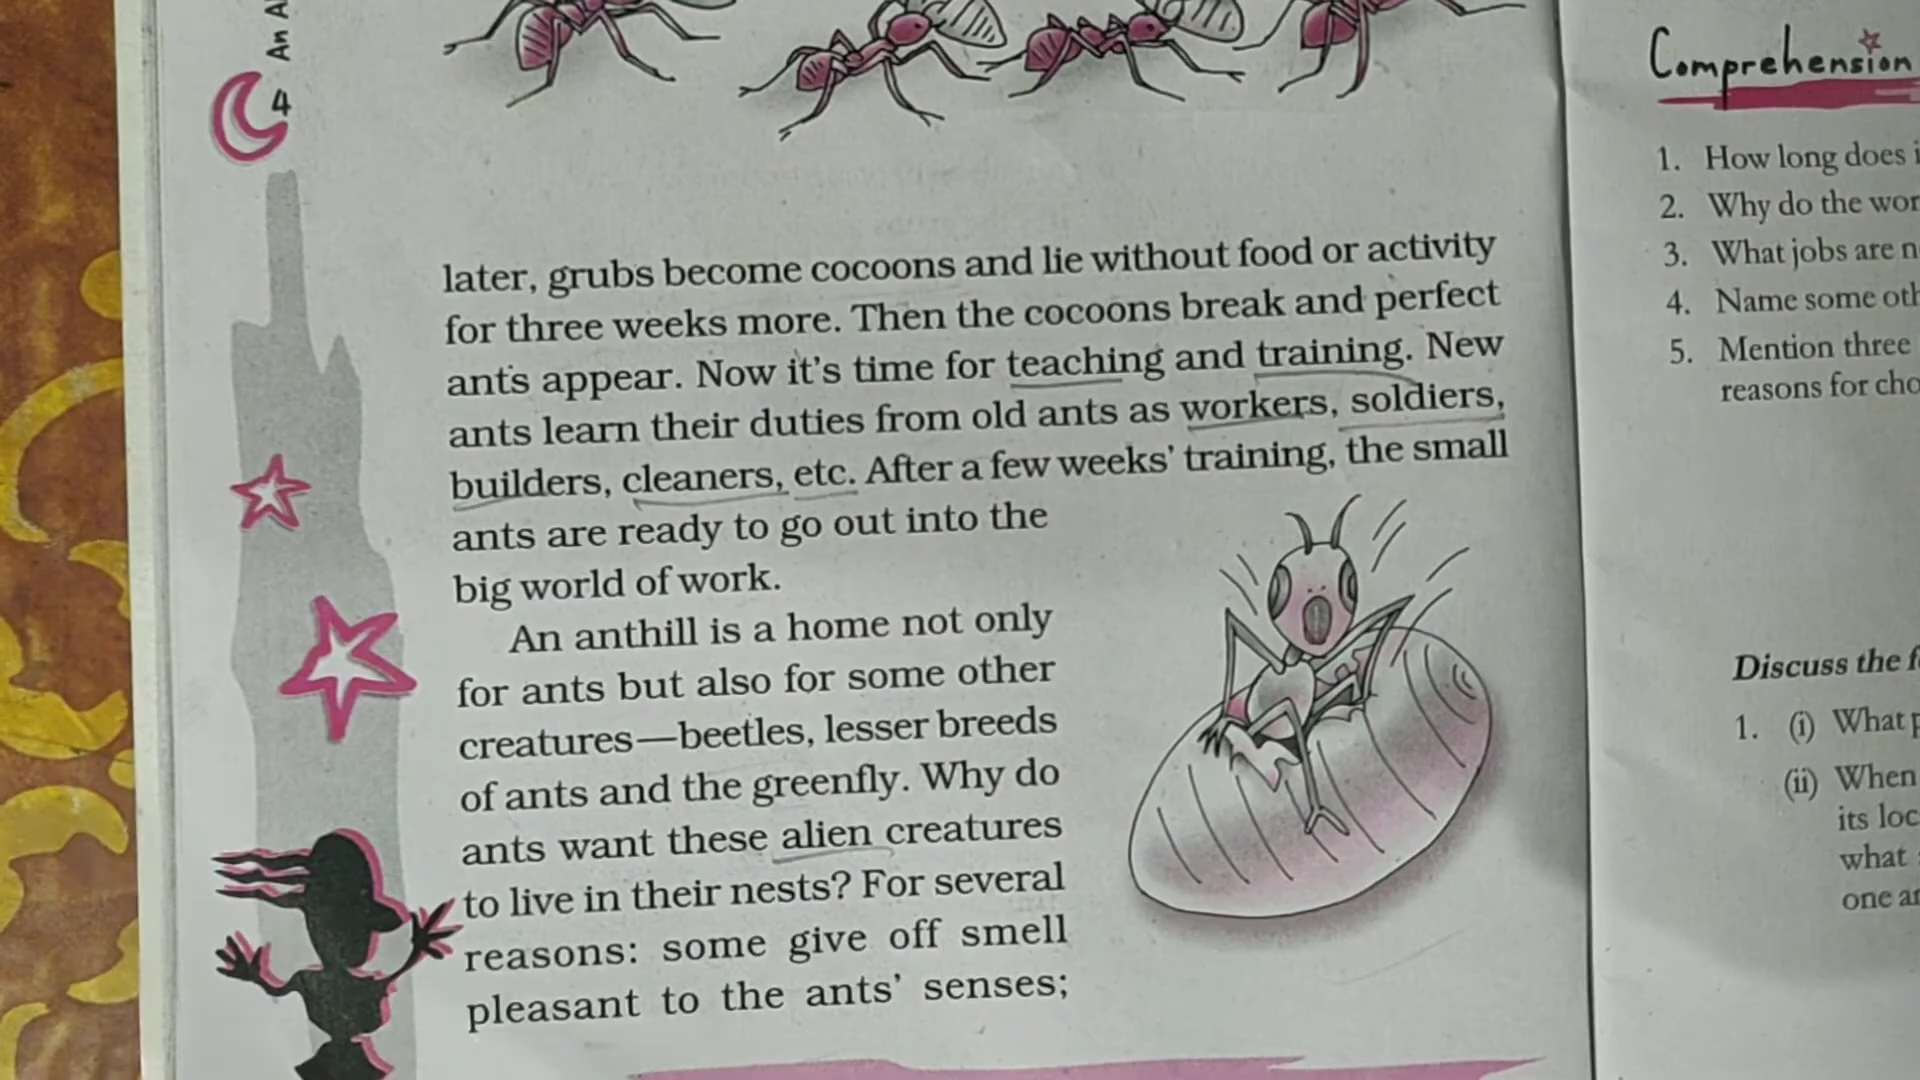 An
4
later, grubs become cocoons and lie without food or activity
for three weeks more. Then the cocoons break and perfect
ants appear. Now it's time for teaching and training. New
ants learn their duties from old ants as workers, soldiers,
builders, cleaners, etc. After a few weeks' training, the small
ants are ready to go out into the
big world of work.
An anthill is a home not only
for ants but also for some other
creatures—beetles, lesser breeds
of ants and the greenfly. Why do
ants want these alien creatures
to live in their nests? For several
reasons: some give off smell
pleasant to the ants' senses;
Comprehension
1. How long does
2. Why do the
3. What jobs are
4. Name some
5. Mention three
reasons for
Discuss the
1. (i) What
(ii) When
its
what
one